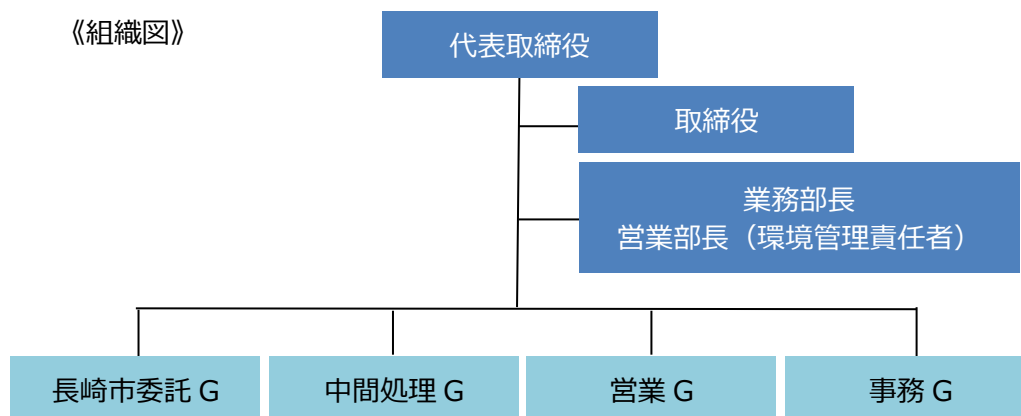 《組織図》
代表取締役
取締役
業務部長
営業部長（環境管理責任者）
長崎市委託 G
中間処理 G
営業 G
事務 G